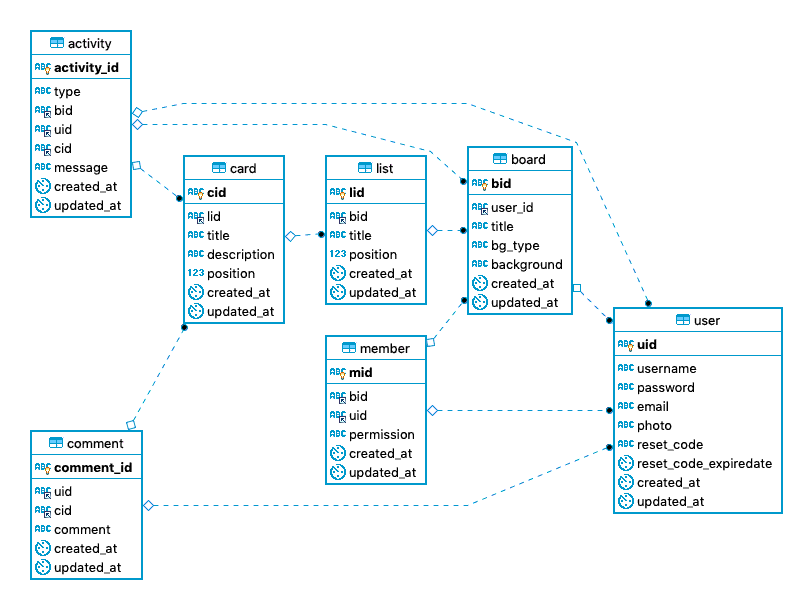 activity
activity_id
type
bid
uid
cid
message
created_at
updated_at
card
cid
lid
title
description
position
created_at
updated_at
list
lid
bid
title
position
created_at
updated_at
board
bid
user_id
title
bg_type
background
created_at
updated_at
member
mid
bid
uid
permission
created_at
updated_at
user
uid
username
password
email
photo
reset_code
reset_code_expiredate
created_at
updated_at
comment
comment_id
uid
cid
comment
created_at
updated_at